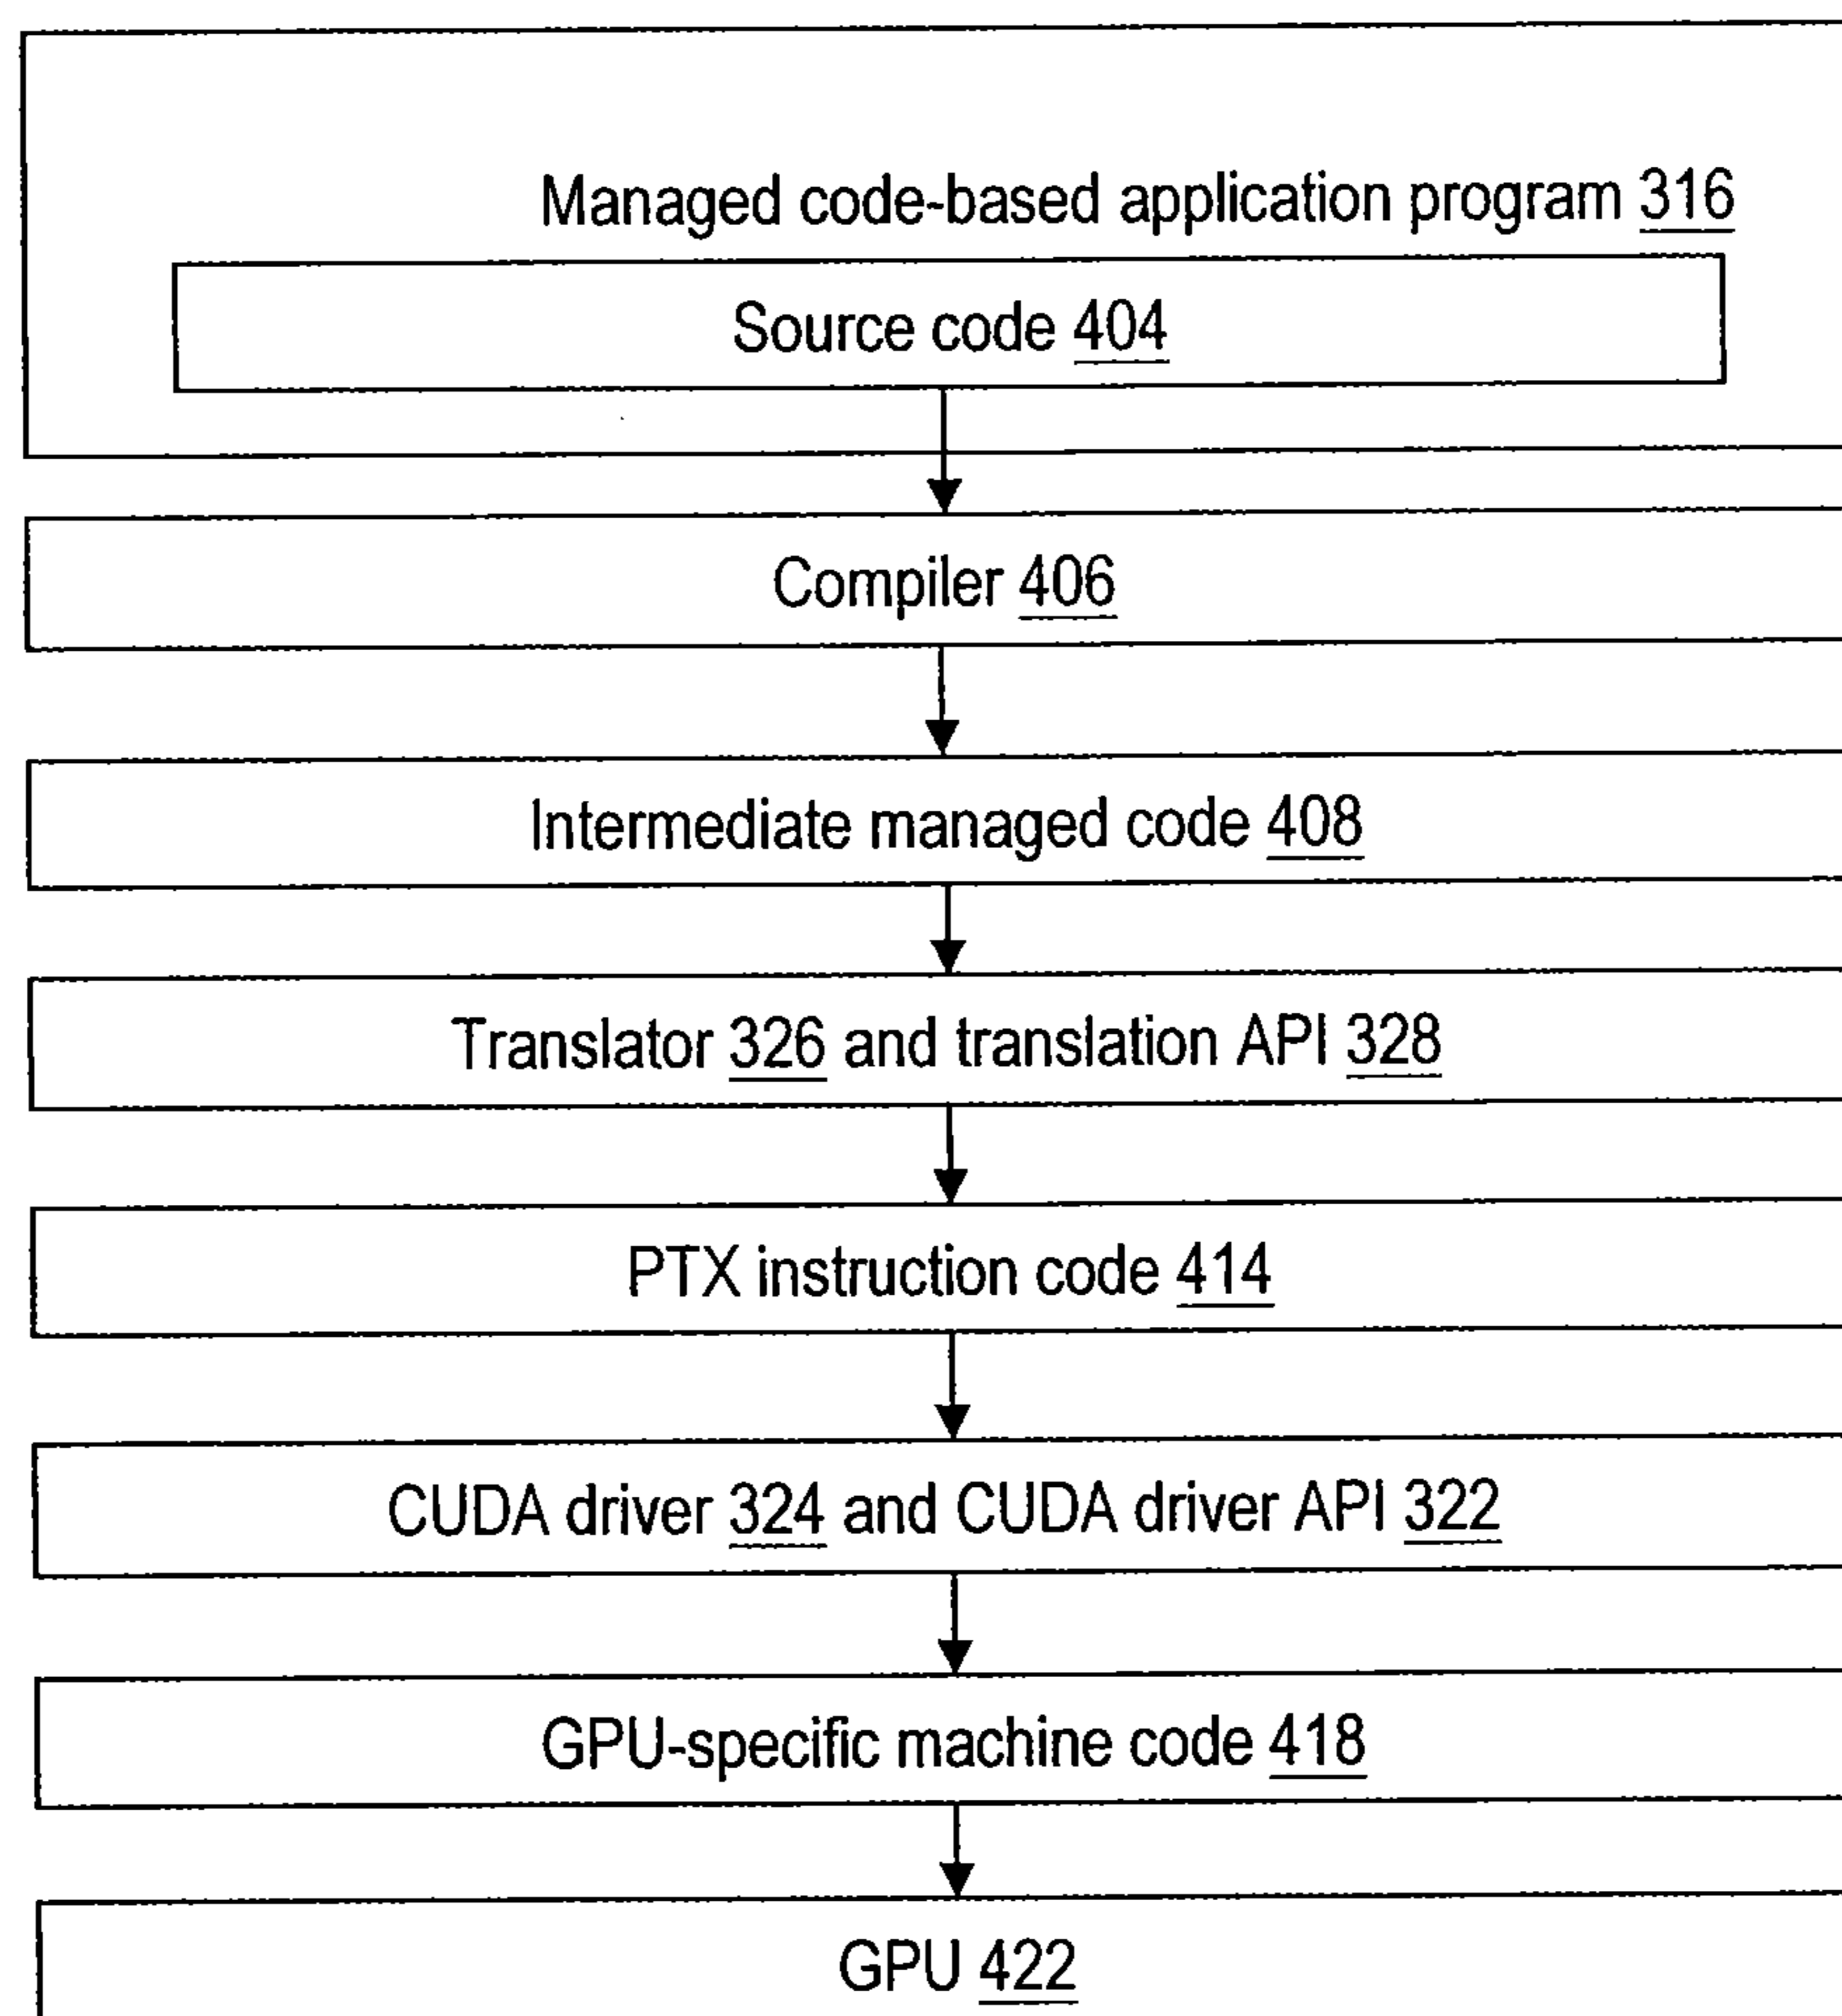 Managed code-based application program 316
Source code 404
Compiler 406
Intermediate managed code 408
Translator 326 and translation API 328
PTX instruction code 414
CUDA driver 324 and CUDA driver API 322
GPU-specific machine code 418
GPU 422